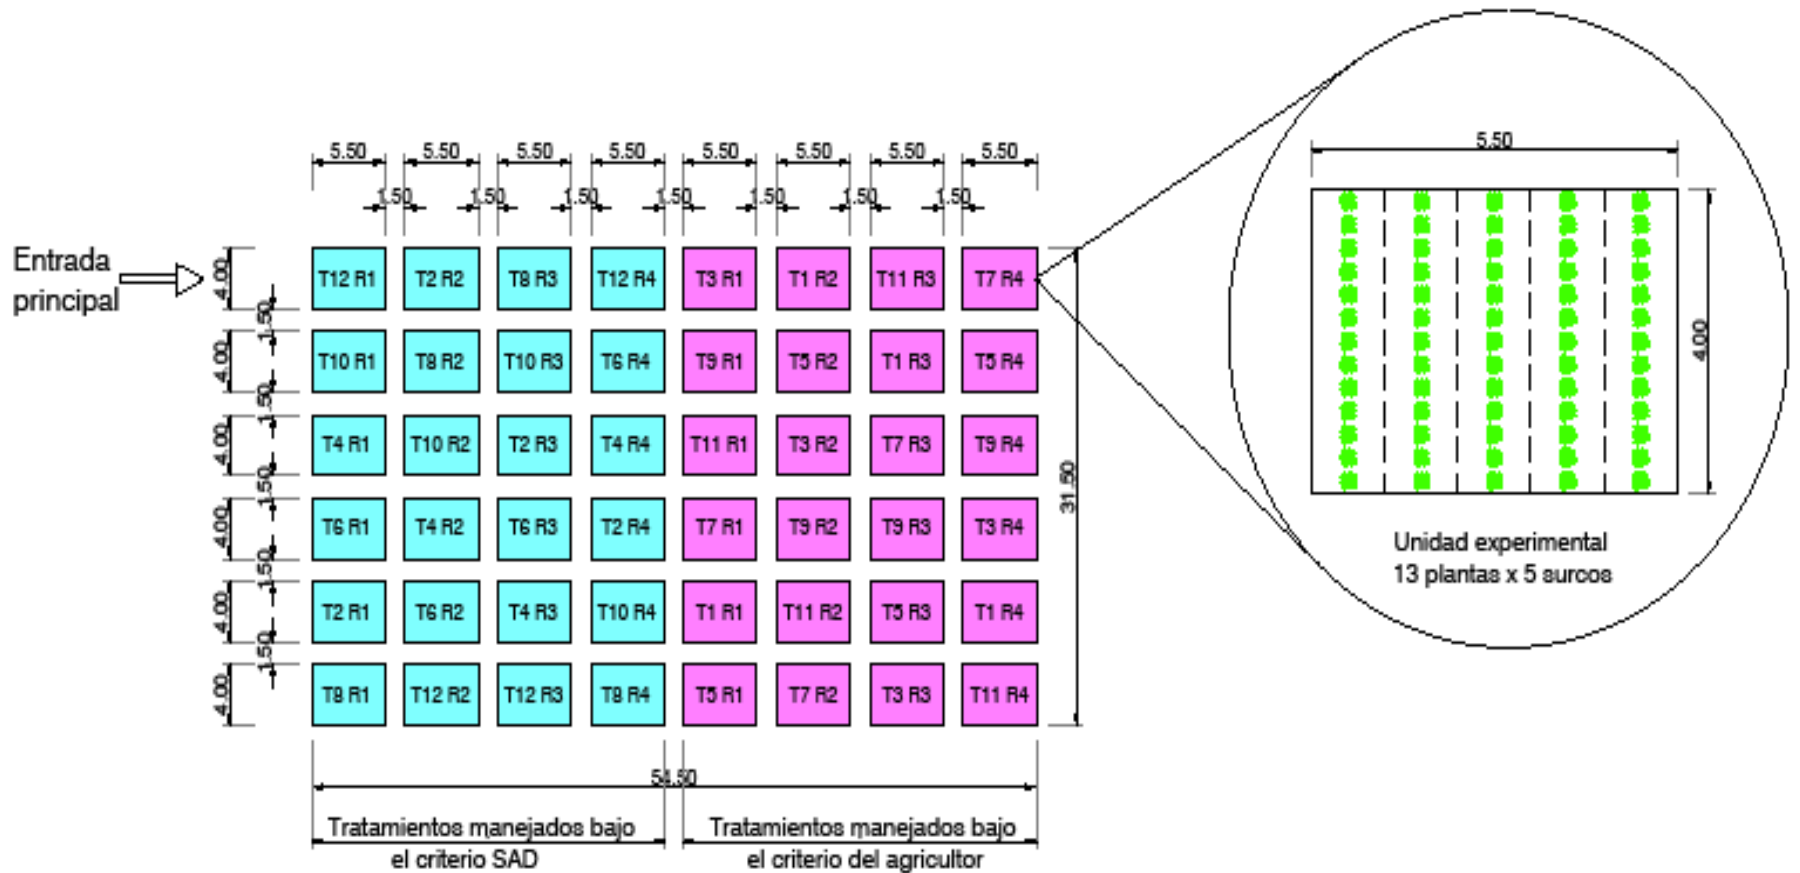 5.50 5.50 5.50 5.50 5.50 5.50 5.50 5.50
1.50 1.50 1.50 1.50 1.50 1.50 1.50
Entrada
principal
4.00 T12 R1 T2 R2 T8 R3 T12 R4 T3 R1 T1 R2 T11 R3 T7 R4
1.50
4.00 T10 R1 T8 R2 T10 R3 T6 R4 T9 R1 T5 R2 T1 R3 T5 R4
1.50
4.00 T4 R1 T10 R2 T2 R3 T4 R4 T11 R1 T3 R2 T7 R3 T9 R4
1.50
4.00 T6 R1 T4 R2 T6 R3 T2 R4 T7 R1 T9 R2 T9 R3 T3 R4
1.50
4.00 T2 R1 T6 R2 T4 R3 T10 R4 T1 R1 T11 R2 T5 R3 T1 R4
1.50
4.00 T8 R1 T12 R2 T12 R3 T8 R4 T5 R1 T7 R2 T3 R3 T11 R4
31.50
54.50
Tratamientos manejados bajo
el criterio SAD
Tratamientos manejados bajo
el criterio del agricultor
5.50
4.00
Unidad experimental
13 plantas x 5 surcos